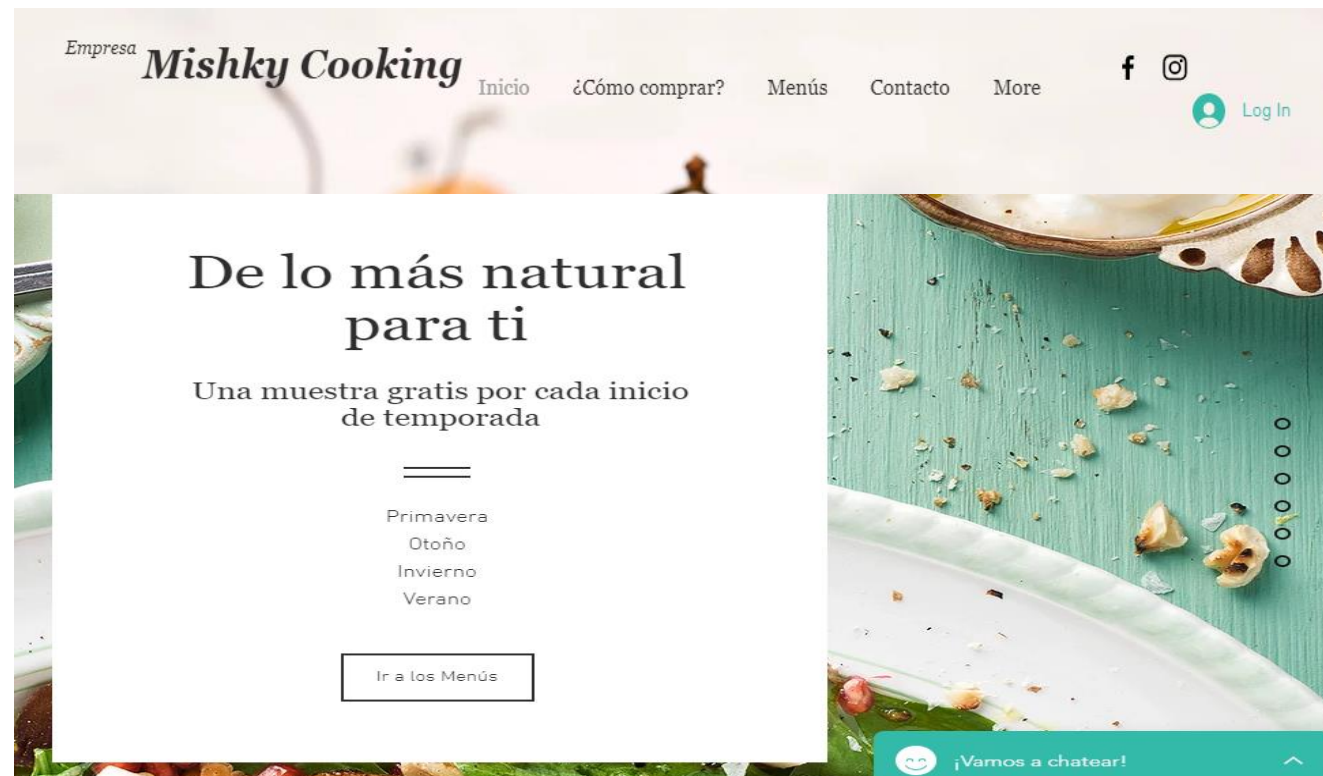 Empresa Mishky Cooking
Inicio ¿Cómo comprar? Menús Contacto More
Log In
De lo más natural
para ti
Una muestra gratis por cada inicio
de temporada
Primavera
Otoño
Invierno
Verano
Ir a los Menús
¡Vamos a chatear!